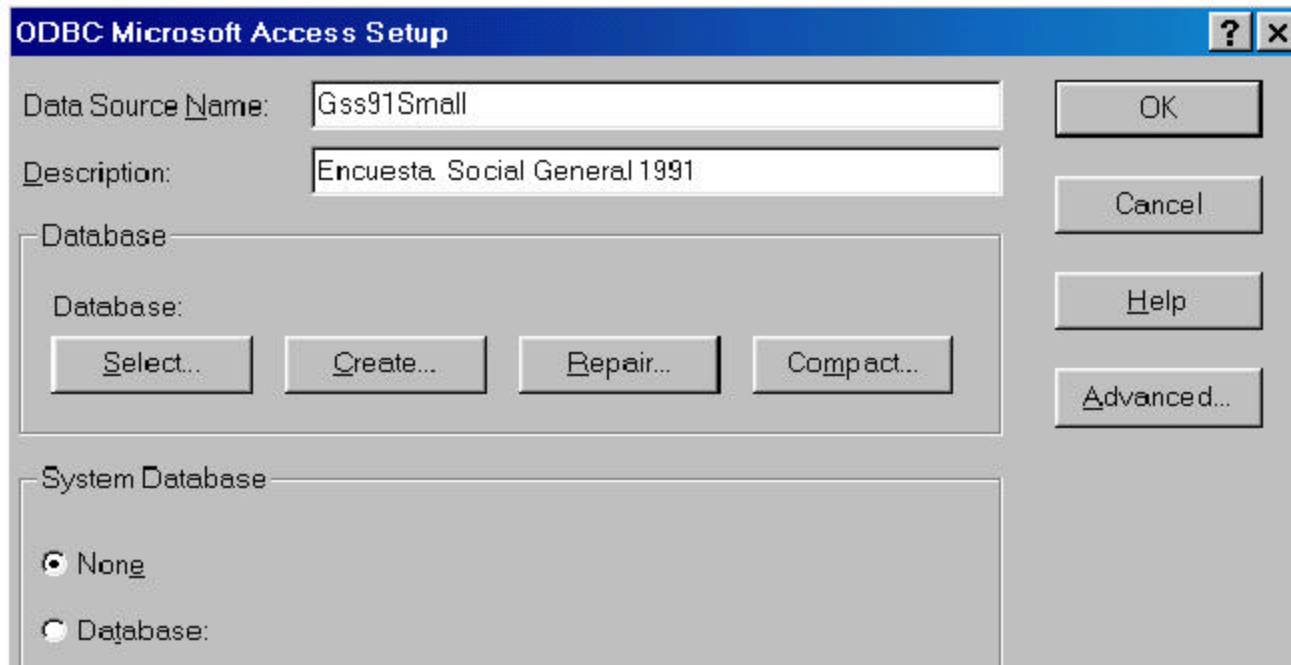 ODBC Microsoft Access Setup
Data Source Name: Gss91Small
OK
Description: Encuesta Social General 1991
Cancel
Database
Database:
Help
Select... Create... Repair... Compact...
Advanced...
System Database
None
Database: